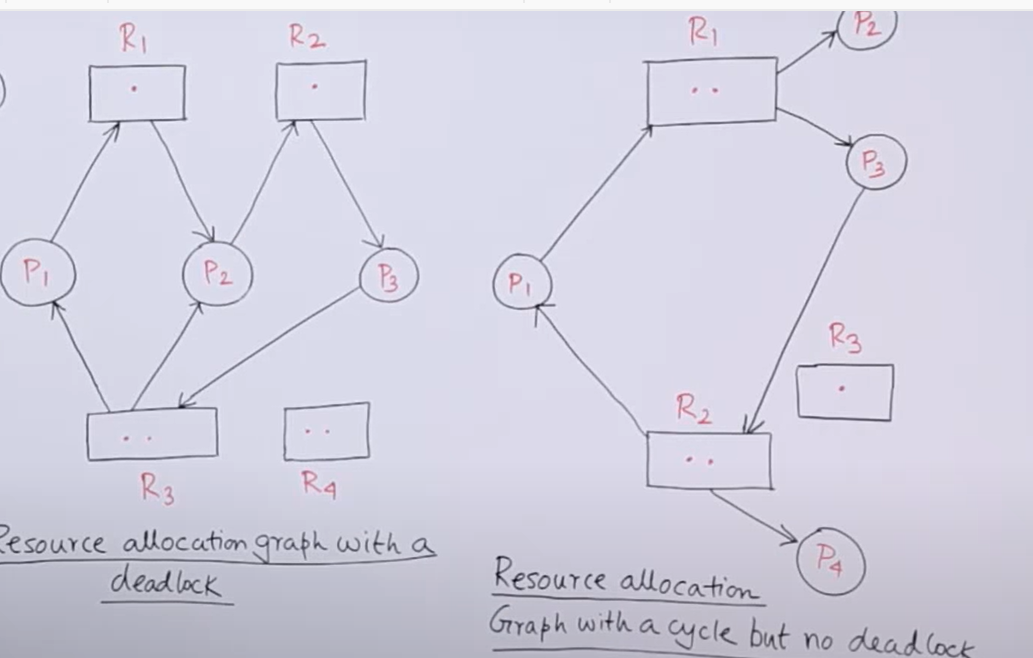 R1
R2
P1
P2
P3
R3
R4
Resource allocation graph with a
deadlock
R1
P2
P3
P1
R3
R2
P4
Resource allocation
Graph with a cycle but no deadlock